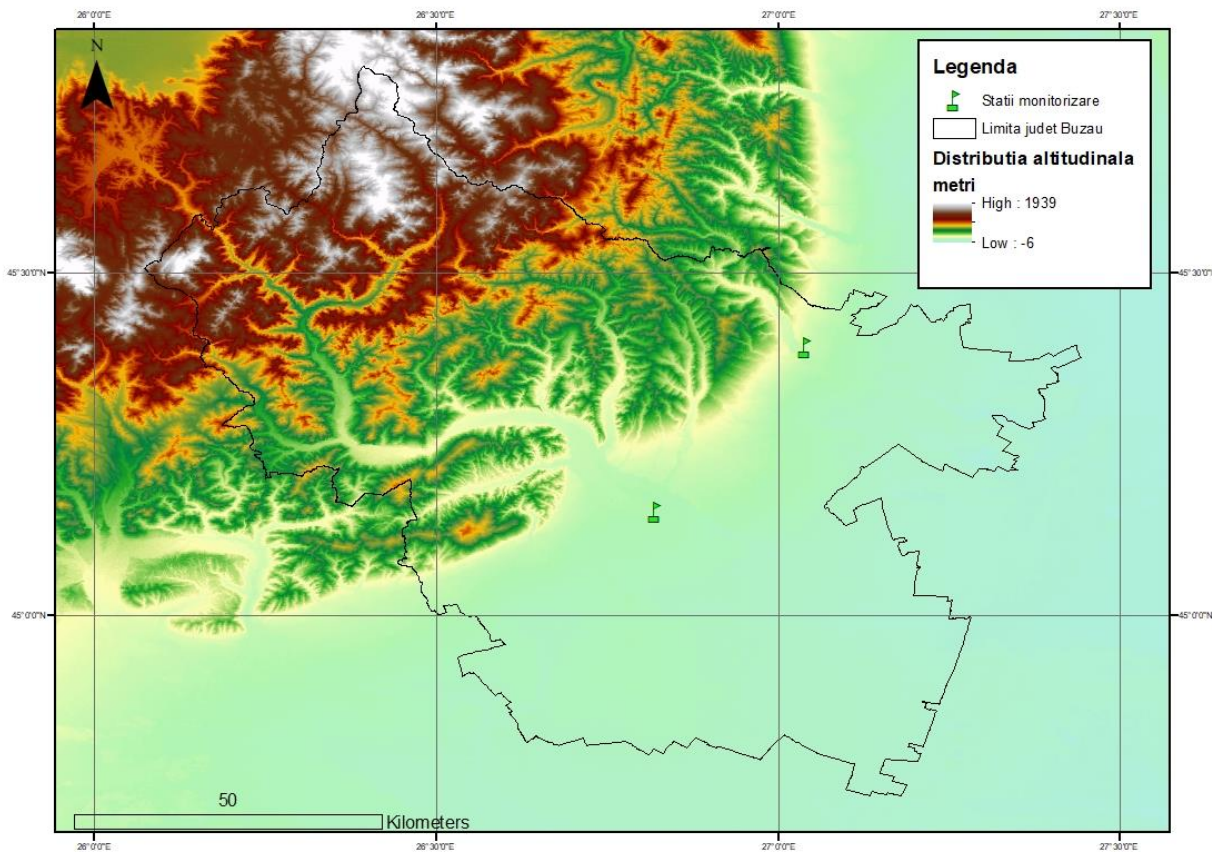 26°0'0"E
26°30'0"E
27°0'0"E
27°30'0"E
N
Legenda
Statii monitorizare
Limita judet Buzau
Distributia altitudinala
metri
High : 1939
Low : -6
45°30'0"N
45°30'0"N
45°0'0"N
45°0'0"N
50
Kilometers
26°0'0"E
26°30'0"E
27°0'0"E
27°30'0"E